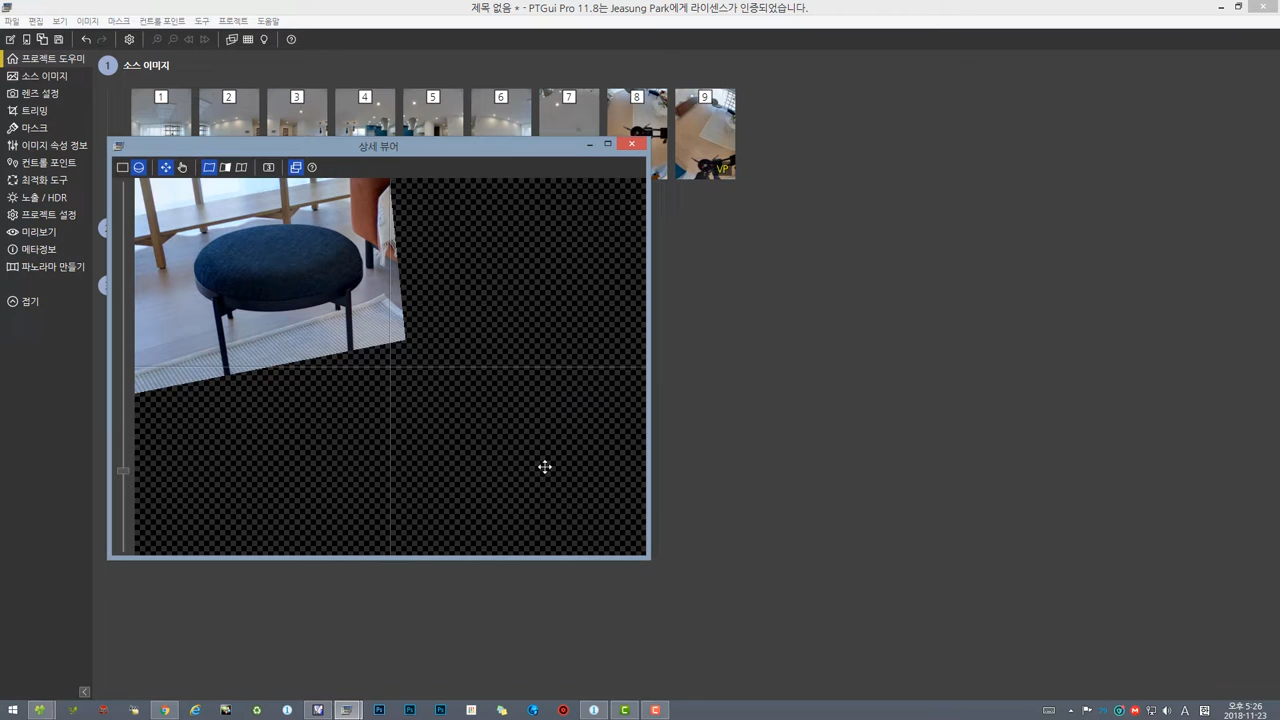 제목 없음 * - PTGui Pro 11.8는 Jeasung Park에게 라이센스가 인증되었습니다.
파일 편집 보기 이미지 마스크 컨트롤 포인트 도구 프로젝트 도움말
프로젝트 도우미
소스 이미지
렌즈 설정
트리밍
마스크
이미지 속성 정보
컨트롤 포인트
최적화 도구
노출 / HDR
프로젝트 설정
미리보기
메타정보
파노라마 만들기
접기
1 소스 이미지
1 2 3 4 5 6 7 8 9
VP
상세 뷰어
오후 5:26
2018-11-23